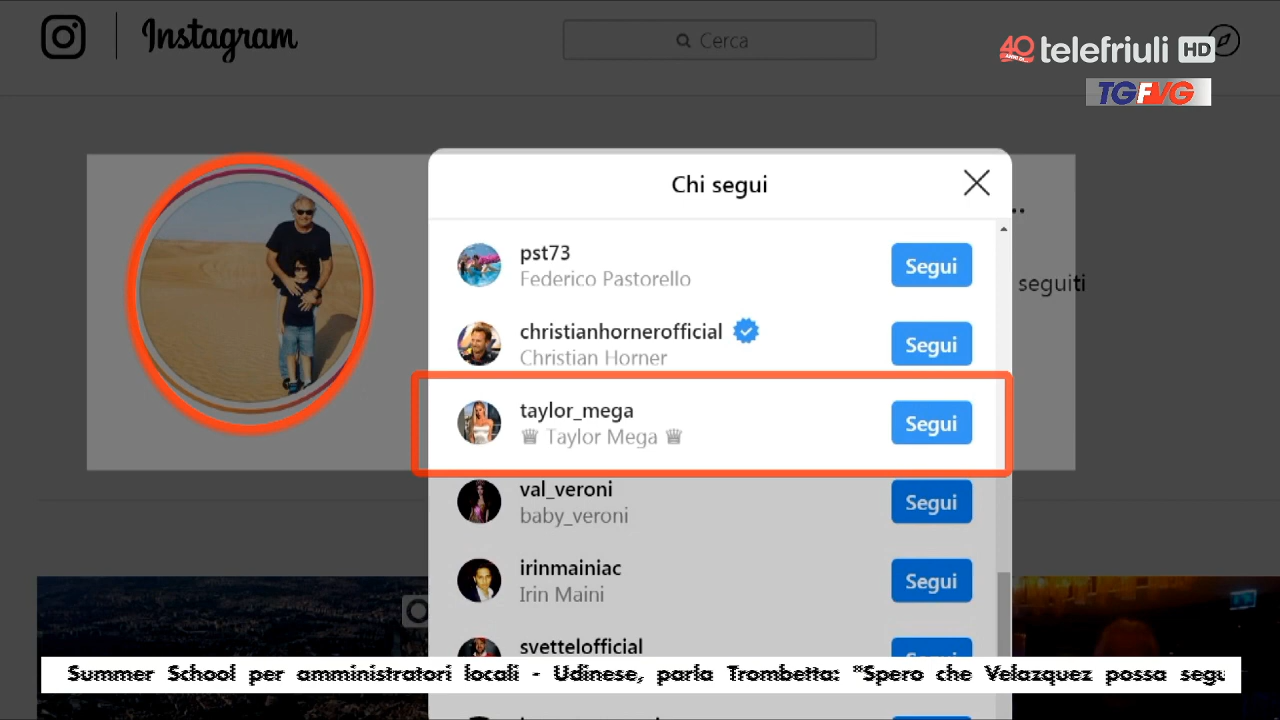 Instagram
Cerca
40
telefriuli HD
TGFVG
Chi segui
pst73
Federico Pastorello
Segui
seguiti
christianhornerofficial
Christian Horner
Segui
taylor_mega
♕ Taylor Mega ♕
Segui
val_veroni
baby_veroni
Segui
irinmainiac
Irin Maini
Segui
svettelofficial
Segui
Summer School per amministratori locali - Udinese, parla Trombetta: "Spero che Velazquez possa segu